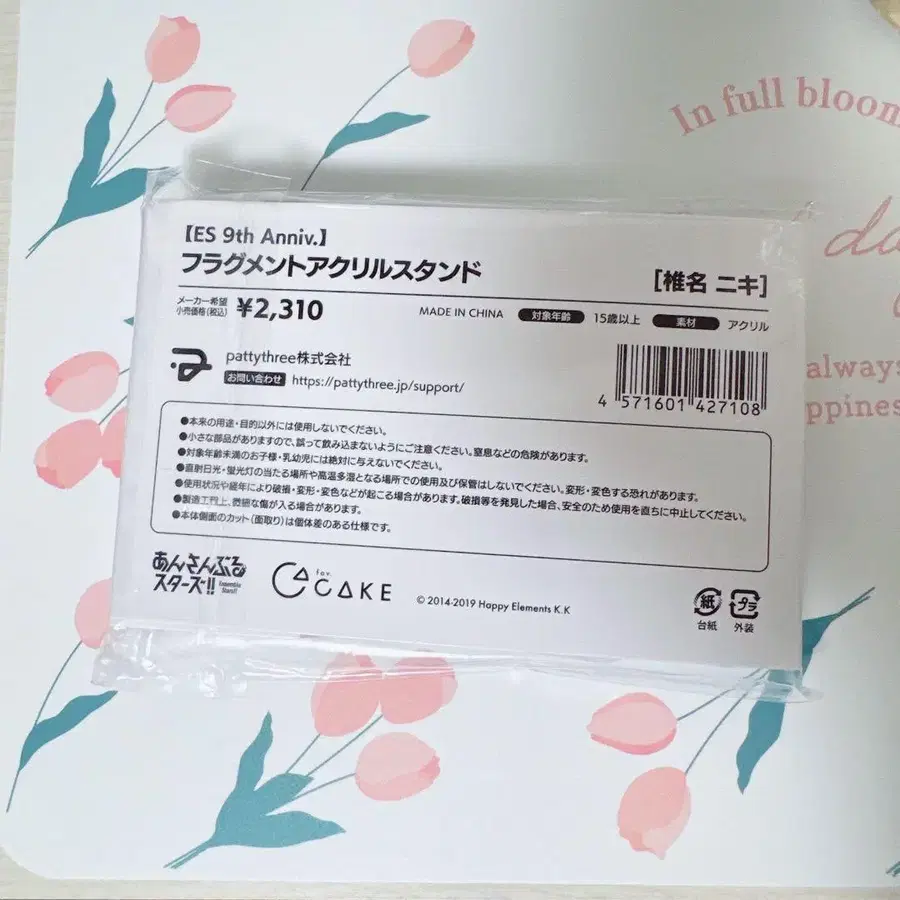 In full bloom
da
always
ppines
【ES 9th Anniv.】
フラグメントアクリルスタンド
[椎名 ニキ]
メーカー希望
小売価格(税込)
¥2,310
MADE IN CHINA 対象年齢 15歳以上 素材 アクリル
pattythree株式会社
お問い合わせ https://pattythree.jp/support/
4 571601 427108
●本来の用途・目的以外には使用しないでください。
●小さな部品がありますので、誤って飲み込まないようにご注意ください。窒息などの危険があります。
●対象年齢未満のお子様・乳幼児には絶対に与えないでください。
●直射日光・蛍光灯の当たる場所や高温多湿となる場所での使用及び保管はしないでください。変形・変色する恐れがあります。
●使用状況や経年により破損・変形・変色などが起こる場合があります。破損等を発見した場合、安全のため使用を直ちに中止してください。
●製造工程上、微細な傷が入る場合があります。
●本体側面のカット(面取り)は個体差のある仕様です。
あんさんぶる
スターズ!!
Ensemble
Stars!!
fav.
CAKE
© 2014-2019 Happy Elements K.K
紙
台紙
プラ
外装